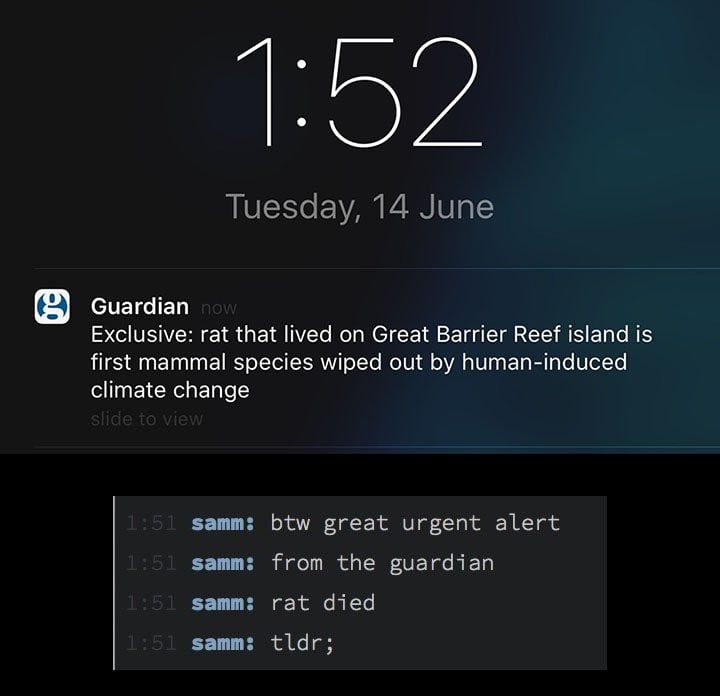 1:52
Tuesday, 14 June
Guardian now
Exclusive: rat that lived on Great Barrier Reef island is
first mammal species wiped out by human-induced
climate change
slide to view
1:51 samm: btw great urgent alert
1:51 samm: from the guardian
1:51 samm: rat died
1:51 samm: tldr;